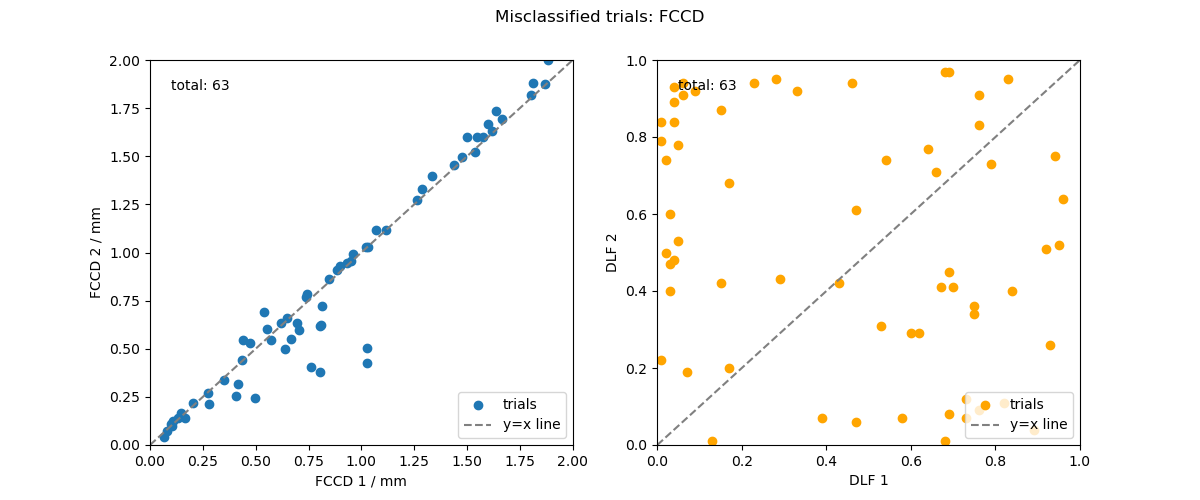 Misclassified trials: FCCD
total: 63
2.00
1.75
1.50
1.25
1.00
0.75
0.50
0.25
0.00
FCCD 2 / mm
0.00 0.25 0.50 0.75 1.00 1.25 1.50 1.75 2.00
FCCD 1 / mm
trials
y=x line
total: 63
1.0
0.8
0.6
0.4
0.2
0.0
DLF 2
0.0 0.2 0.4 0.6 0.8 1.0
DLF 1
trials
y=x line